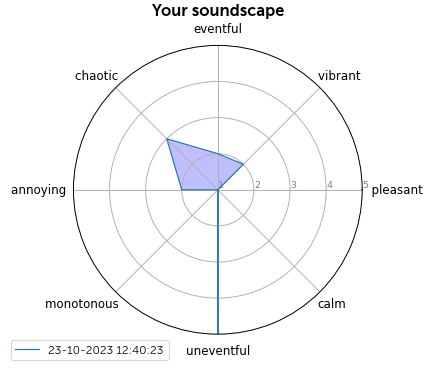 Your soundscape
eventful
chaotic
vibrant
annoying
1
2
3
4
5
pleasant
monotonous
calm
23-10-2023 12:40:23
uneventful